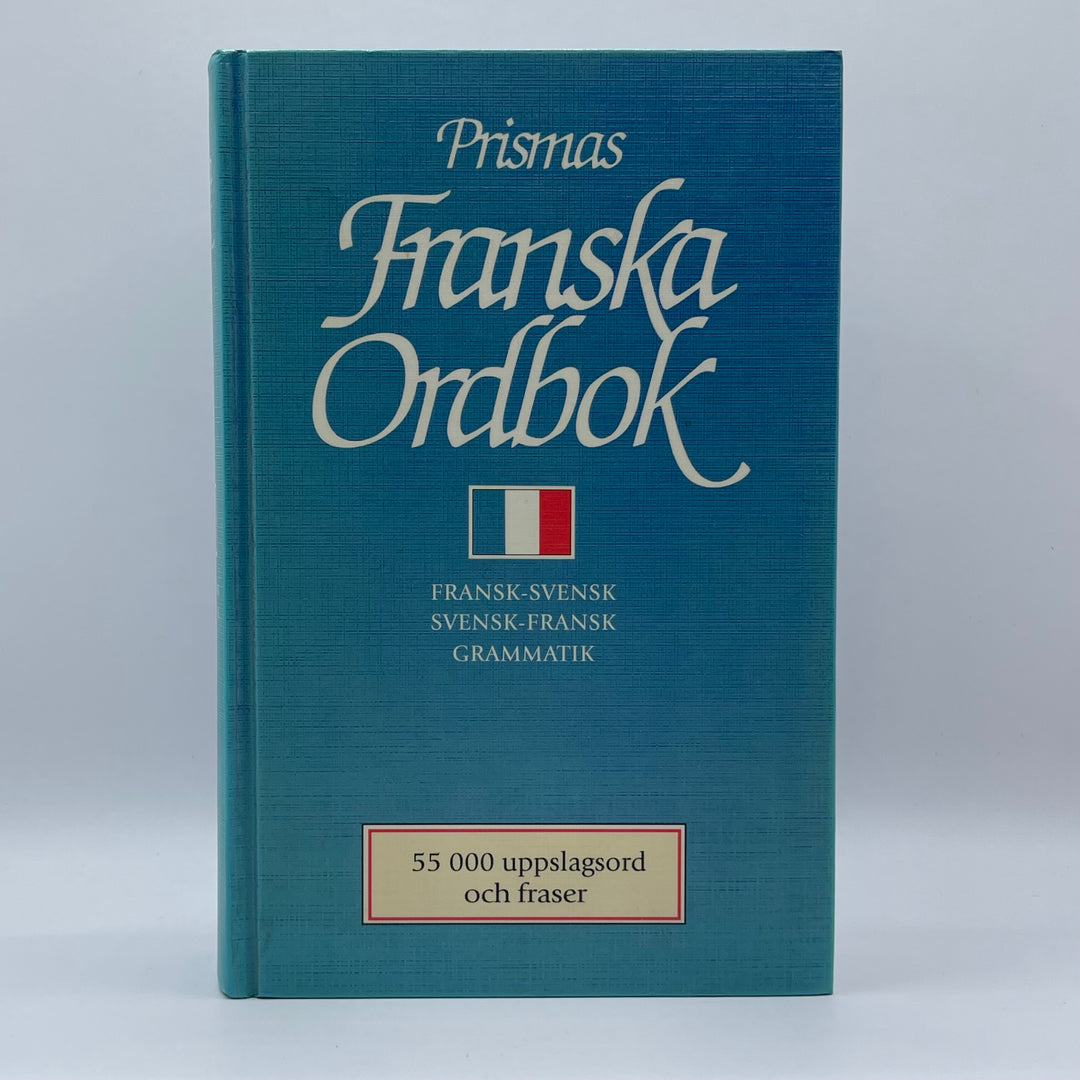 Prismas
Franska
Ordbok
FRANSK-SVENSK
SVENSK-FRANSK
GRAMMATIK
55 000 uppslagsord
och fraser